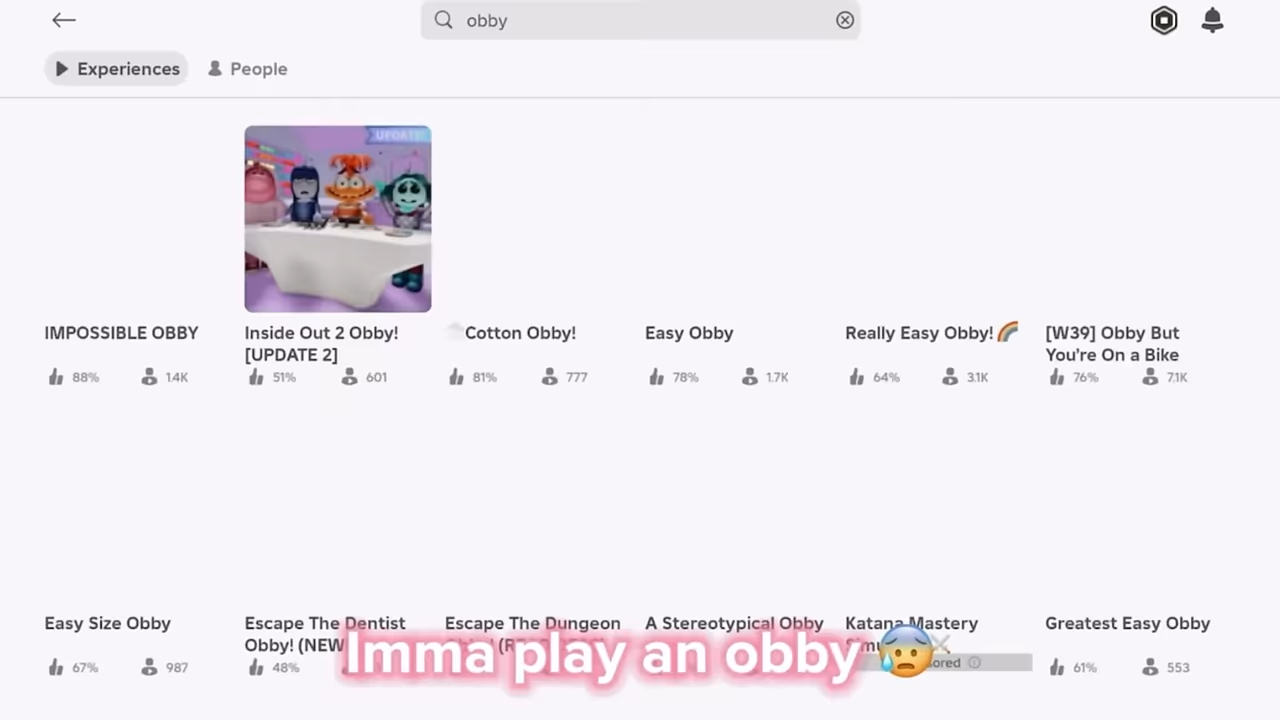 obby
Experiences
People
UPDATE
IMPOSSIBLE OBBY
Inside Out 2 Obby!
[UPDATE 2]
Cotton Obby!
Easy Obby
Really Easy Obby!🌈
[W39] Obby But
You're On a Bike
88% 1.4K
51% 601
81% 777
78% 1.7K
64% 3.1K
76% 7.1K
Easy Size Obby
Escape The Dentist
Obby! (NEW
Escape The Dungeon
A Stereotypical Obby
Katana Mastery
Greatest Easy Obby
Imma play an obby 😰
67% 987
48%
61% 553